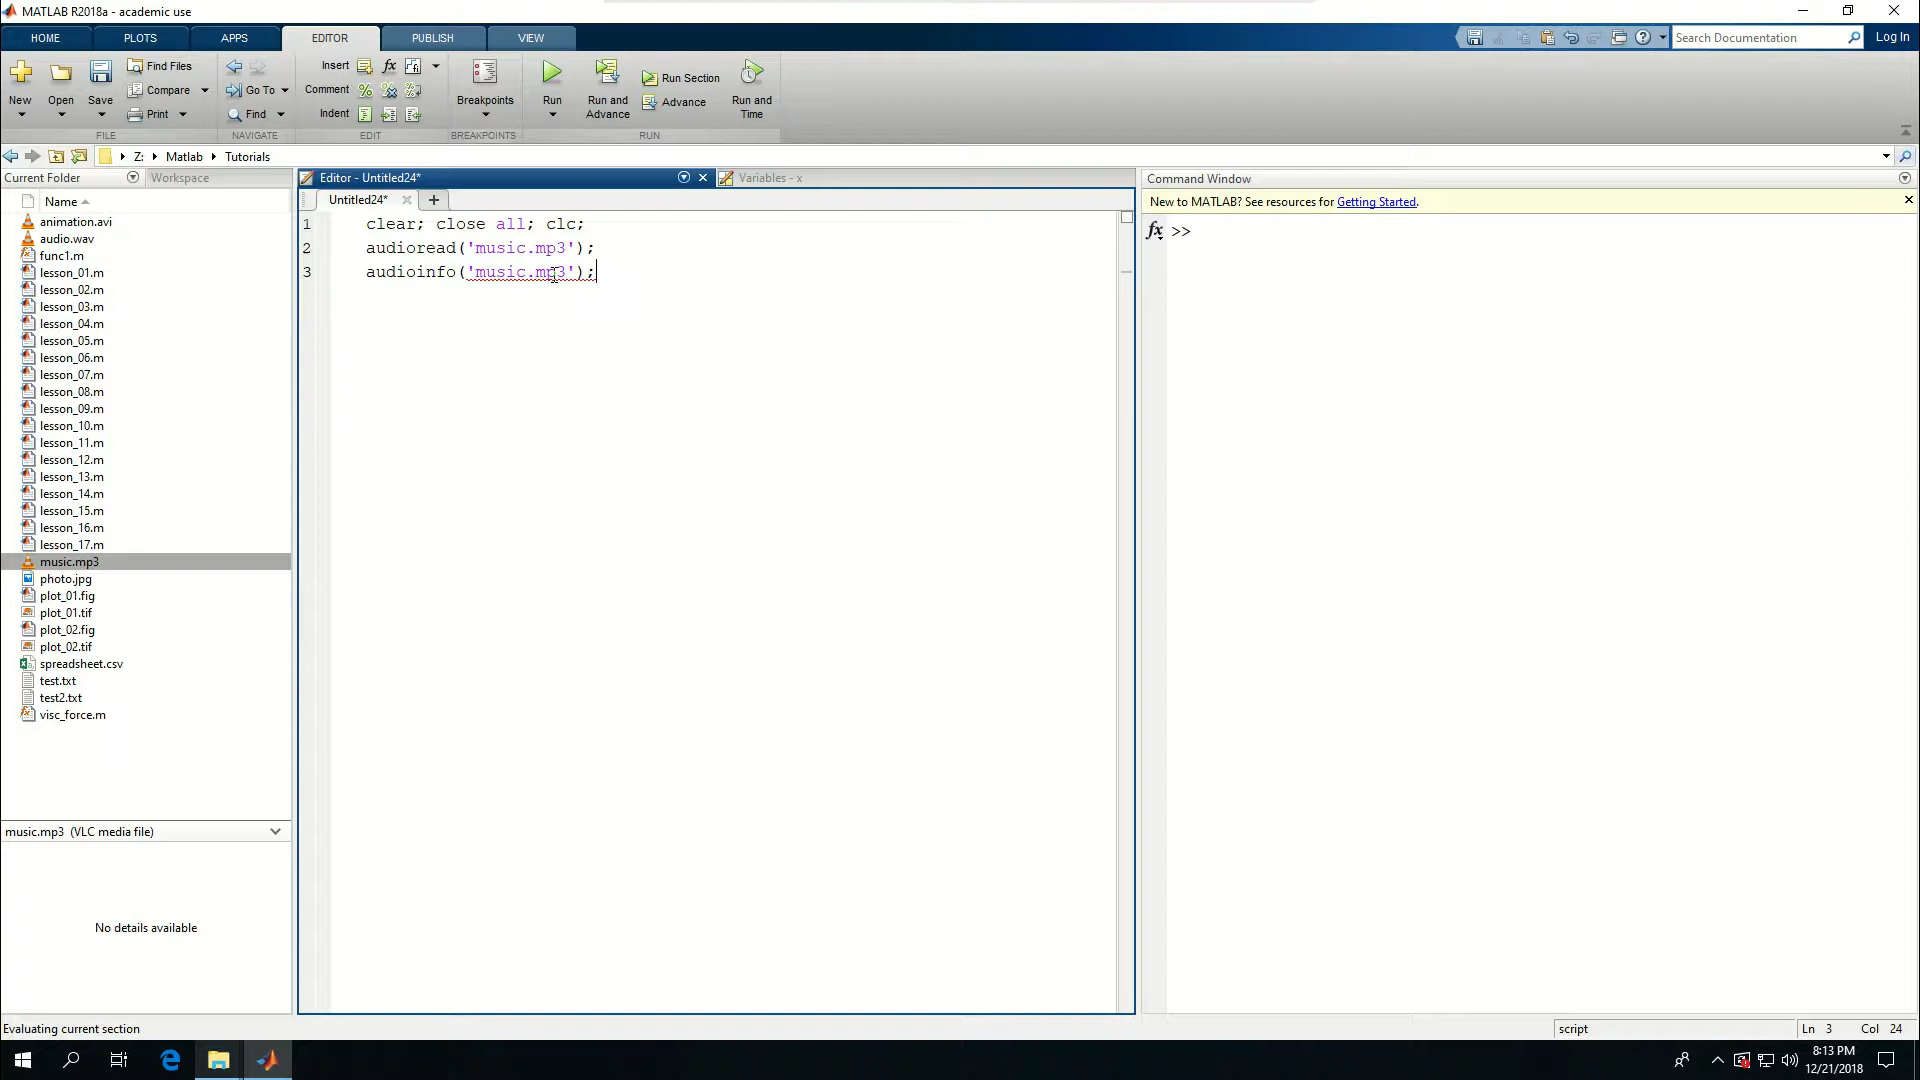 MATLAB R2018a - academic use
HOME PLOTS APPS EDITOR PUBLISH VIEW
Search Documentation
Log In
New
Open
Save
Find Files
Compare
Print
FILE
Go To
Find
NAVIGATE
Insert fx
Comment
Indent
EDIT
Breakpoints
BREAKPOINTS
Run
Run and Advance
Run Section
Advance
Run and Time
RUN
Z: Matlab Tutorials
Current Folder Workspace
Name
animation.avi
audio.wav
func1.m
lesson_01.m
lesson_02.m
lesson_03.m
lesson_04.m
lesson_05.m
lesson_06.m
lesson_07.m
lesson_08.m
lesson_09.m
lesson_10.m
lesson_11.m
lesson_12.m
lesson_13.m
lesson_14.m
lesson_15.m
lesson_16.m
lesson_17.m
music.mp3
photo.jpg
plot_01.fig
plot_01.tif
plot_02.fig
plot_02.tif
spreadsheet.csv
test.txt
test2.txt
visc_force.m
music.mp3 (VLC media file)
No details available
Editor - Untitled24*
Variables - x
Untitled24*
1 clear; close all; clc;
2 audioread('music.mp3');
3 audioinfo('music.mp3');
Command Window
New to MATLAB? See resources for Getting Started.
fx >>
Evaluating current section
script
Ln 3 Col 24
8:13 PM
12/21/2018